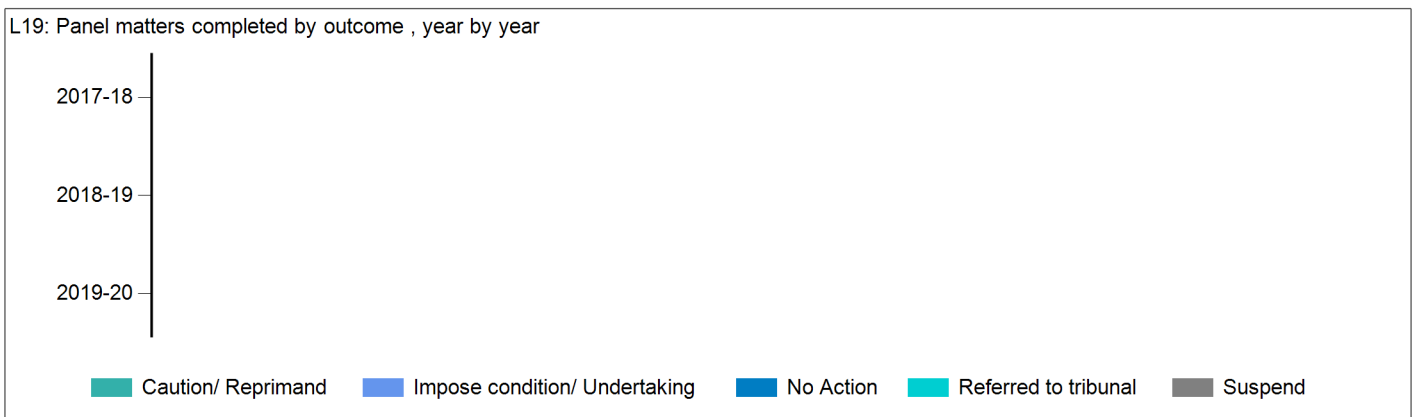 L19: Panel matters completed by outcome , year by year
2017-18
2018-19
2019-20
Caution/ Reprimand Impose condition/ Undertaking No Action Referred to tribunal Suspend